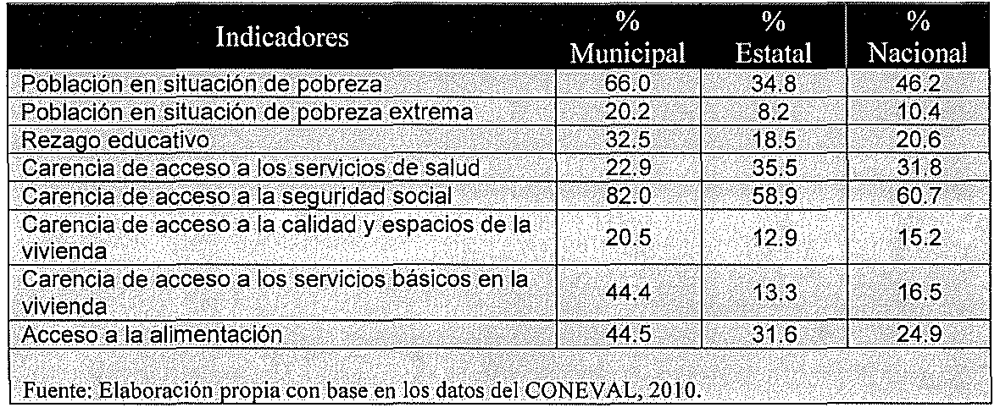 Indicadores % Municipal % Estatal % Nacional
Población en situación de pobreza 66.0 34.8 46.2
Población en situación de pobreza extrema 20.2 8.2 10.4
Rezago educativo 32.5 18.5 20.6
Carencia de acceso a los servicios de salud 22.9 35.5 31.8
Carencia de acceso a la seguridad social 82.0 58.9 60.7
Carencia de acceso a la calidad y espacios de la
vivienda 20.5 12.9 15.2
Carencia de acceso a los servicios básicos en la
vivienda 44.4 13.3 16.5
Acceso a la alimentación 44.5 31.6 24.9
Fuente: Elaboración propia con base en los datos del CONEVAL, 2010.